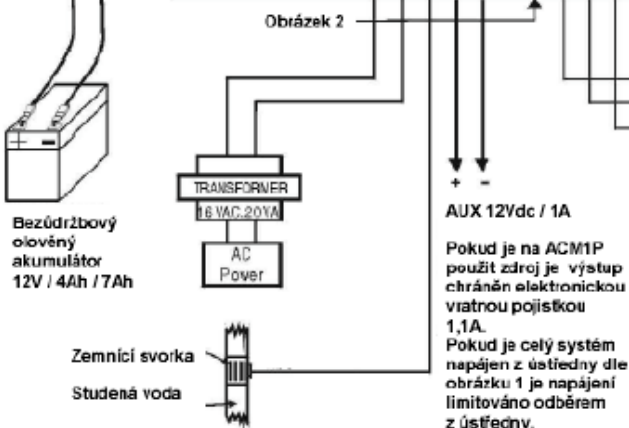 Obrázek 2
+ -
TRANSFORMER
16 VAC.20VA
AC
Power
Bezúdržbový
olověný
akumulátor
12V / 4Ah / 7Ah
+ -
AUX 12Vdc / 1A
Pokud je na ACM1P
použit zdroj je výstup
chráněn elektronickou
vratnou pojistkou
1,1A.
Pokud je celý systém
napájen z ústředny dle
obrázku 1 je napájení
limitováno odběrem
z ústředny.
Zemnící svorka
Studená voda